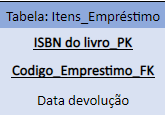 Tabela: Itens_Empréstimo
ISBN do livro_PK
Codigo_Emprestimo_FK
Data devolução